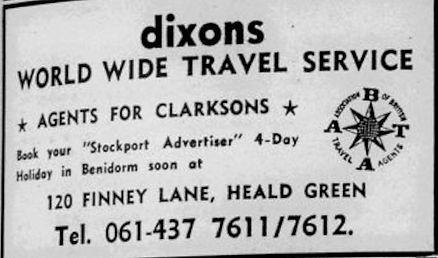 dixons
WORLD WIDE TRAVEL SERVICE
★ AGENTS FOR CLARKSONS ★
Book your "Stockport Advertiser" 4-Day
Holiday in Benidorm soon at
120 FINNEY LANE, HEALD GREEN
Tel. 061-437 7611/7612.
ABTA
ASSOCIATION OF BRITISH
TRAVEL AGENTS